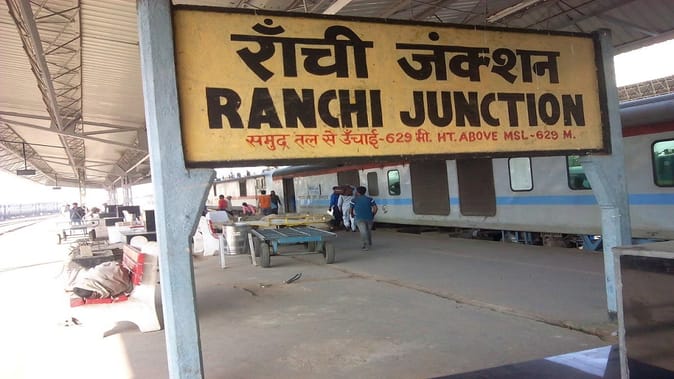 राँची जंक्शन
RANCHI JUNCTION
समुद्र तल से ऊँचाई-629 मी. HT. ABOVE MSL-629 M.